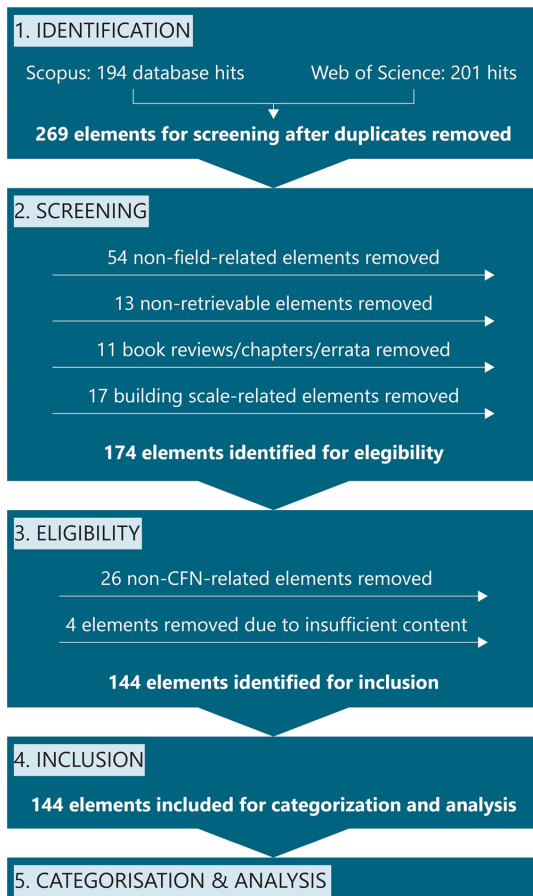 1. IDENTIFICATION
Scopus: 194 database hits
Web of Science: 201 hits
269 elements for screening after duplicates removed
2. SCREENING
54 non-field-related elements removed
13 non-retrievable elements removed
11 book reviews/chapters/errata removed
17 building scale-related elements removed
174 elements identified for elegibility
3. ELIGIBILITY
26 non-CFN-related elements removed
4 elements removed due to insufficient content
144 elements identified for inclusion
4. INCLUSION
144 elements included for categorization and analysis
5. CATEGORISATION & ANALYSIS